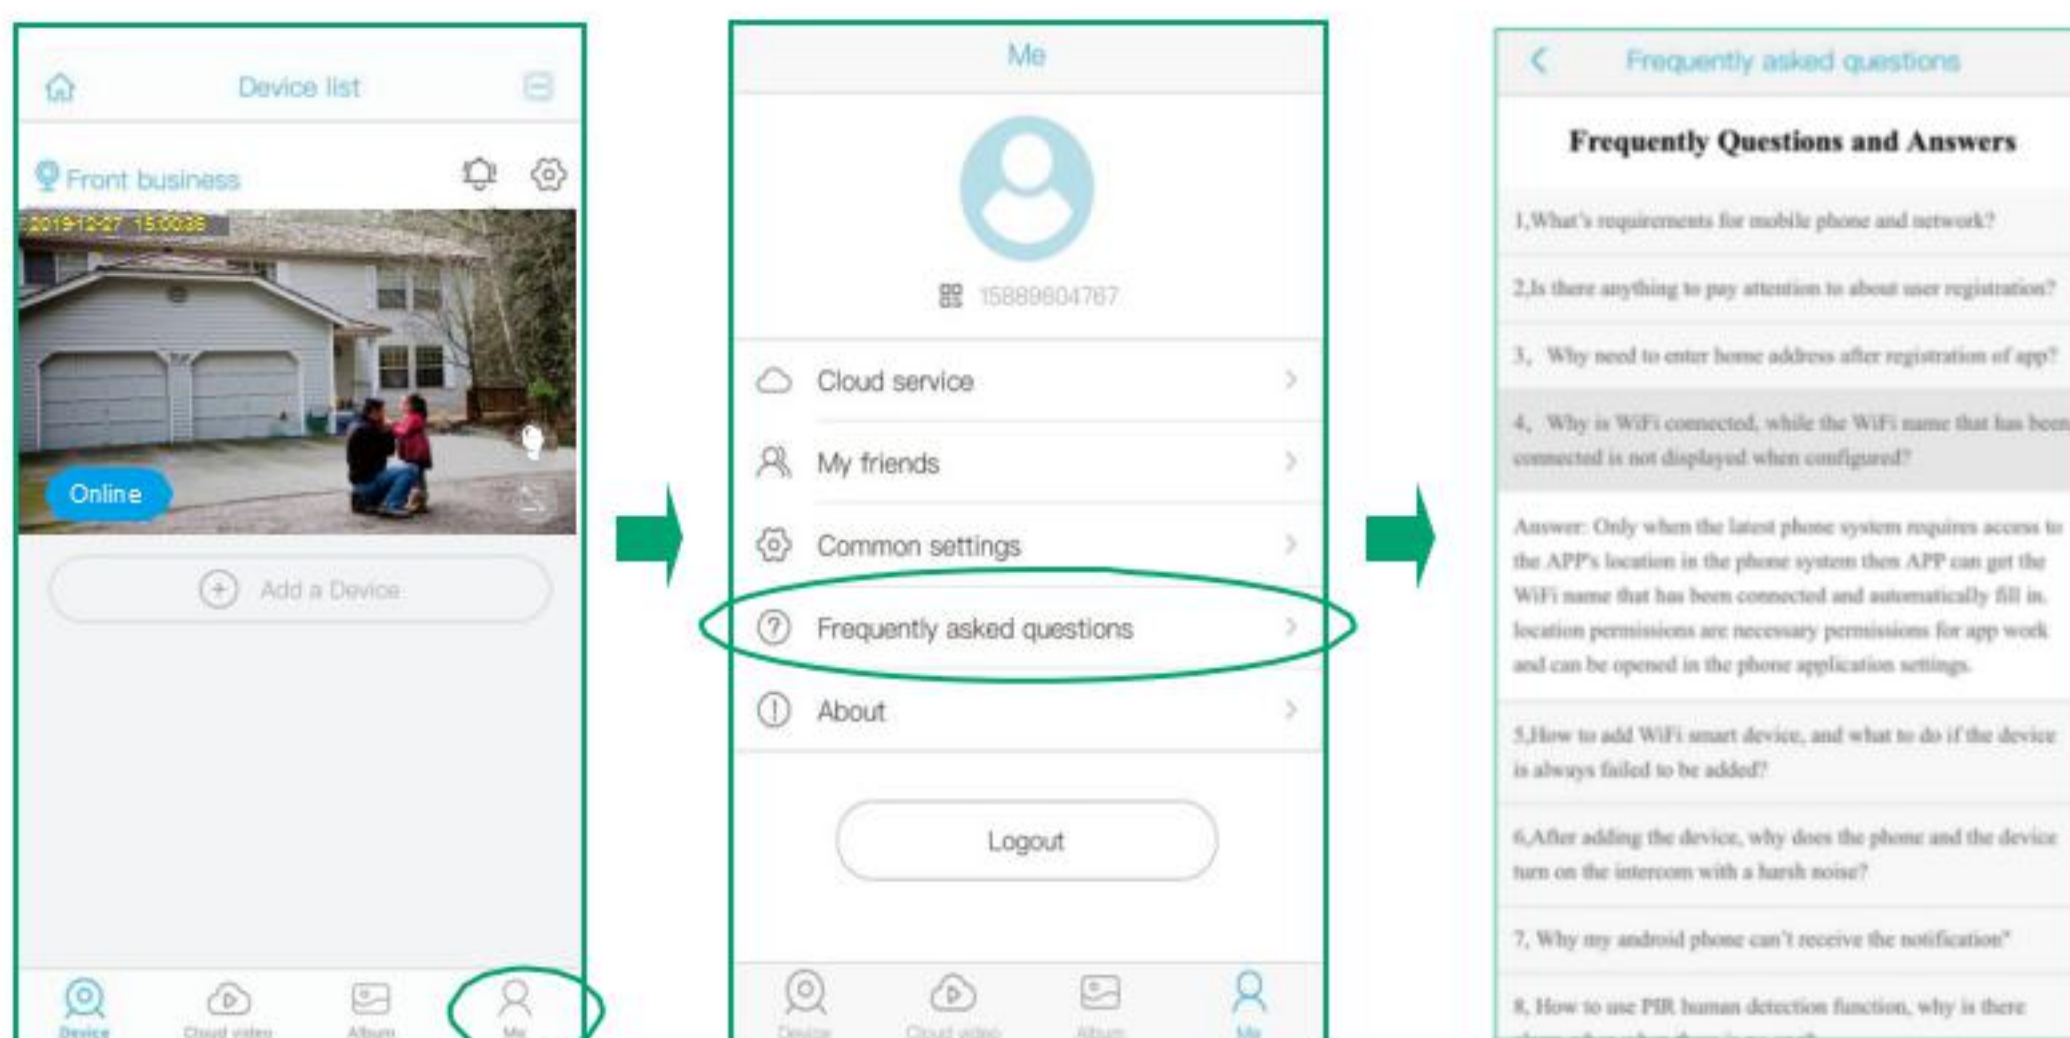 Device list
Front business
2019-12-27 15:00:35
Online
Add a Device
Device
Cloud video
Album
Me
Me
15889804767
Cloud service
My friends
Common settings
Frequently asked questions
About
Logout
Device
Cloud video
Album
Me
Frequently asked questions
Frequently Questions and Answers
1,What's requirements for mobile phone and network?
2,Is there anything to pay attention to about user registration?
3, Why need to enter home address after registration of app?
4, Why is WiFi connected, while the WiFi name that has been
connected is not displayed when configured?
Answer: Only when the latest phone system requires access to
the APP's location in the phone system then APP can get the
WiFi name that has been connected and automatically fill in.
location permissions are necessary permissions for app work
and can be opened in the phone application settings.
5,How to add WiFi smart device, and what to do if the device
is always failed to be added?
6,After adding the device, why does the phone and the device
turn on the intercom with a harsh noise?
7, Why my android phone can't receive the notification"
8, How to use PIR human detection function, why is there